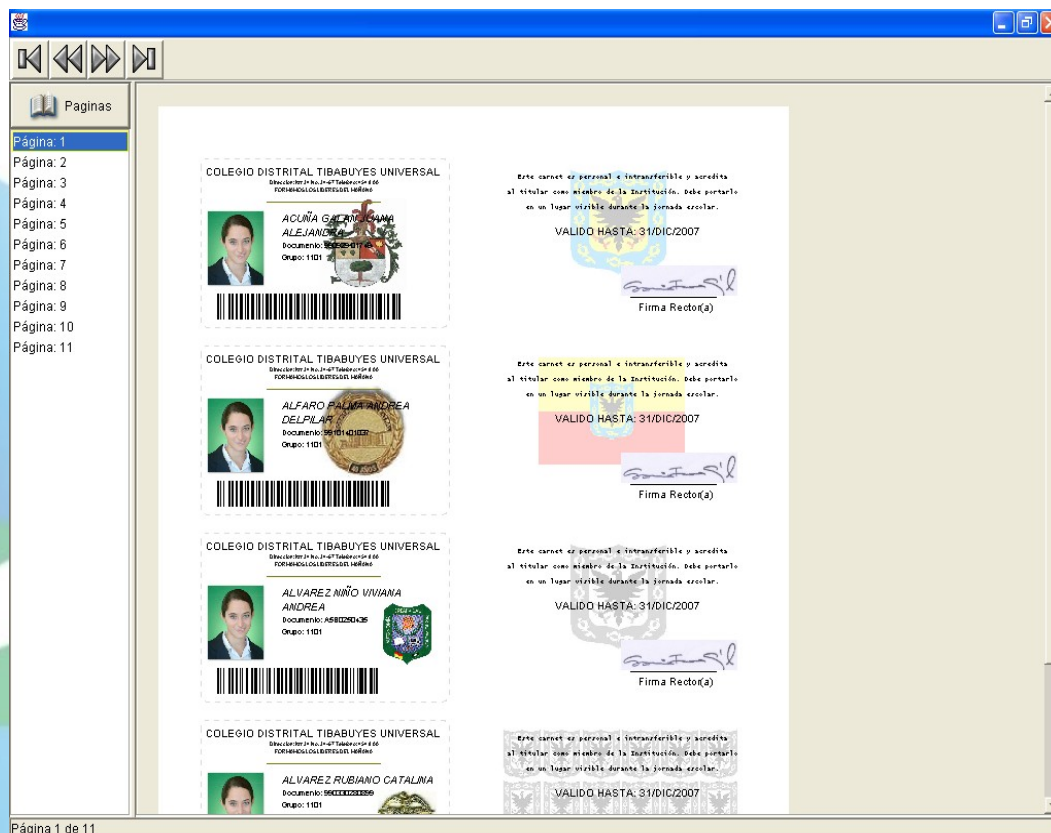 Paginas
Página: 1
Página: 2
Página: 3
Página: 4
Página: 5
Página: 6
Página: 7
Página: 8
Página: 9
Página: 10
Página: 11
COLEGIO DISTRITAL TIBABUYES UNIVERSAL
ACUÑA GALAN JUANA
ALEJANDRA
Documento:
Grupo: 1101
Este carnet es personal e intransferible y acredita
al titular como miembro de la Institución. Debe portarlo
en un lugar visible durante la jornada escolar.
VALIDO HASTA: 31/DIC/2007
Firma Rector(a)
COLEGIO DISTRITAL TIBABUYES UNIVERSAL
ALFARO PALMA ANDREA
DELPILAR
Documento:
Grupo: 1101
Este carnet es personal e intransferible y acredita
al titular como miembro de la Institución. Debe portarlo
en un lugar visible durante la jornada escolar.
VALIDO HASTA: 31/DIC/2007
40 AÑOS
Firma Rector(a)
COLEGIO DISTRITAL TIBABUYES UNIVERSAL
ALVAREZ NIÑO VIVIANA
ANDREA
Documento: A580250435
Grupo: 1101
Este carnet es personal e intransferible y acredita
al titular como miembro de la Institución. Debe portarlo
en un lugar visible durante la jornada escolar.
VALIDO HASTA: 31/DIC/2007
Firma Rector(a)
COLEGIO DISTRITAL TIBABUYES UNIVERSAL
ALVAREZ RUBIANO CATALINA
Documento:
Grupo: 1101
Este carnet es personal e intransferible y acredita
al titular como miembro de la Institución. Debe portarlo
en un lugar visible durante la jornada escolar.
VALIDO HASTA: 31/DIC/2007
Página 1 de 11